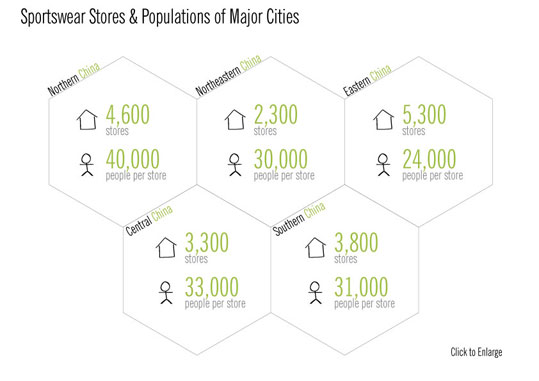 Sportswear Stores & Populations of Major Cities
Northern China
4,600
stores
40,000
people per store
Northeastern China
2,300
stores
30,000
people per store
Eastern China
5,300
stores
24,000
people per store
Central China
3,300
stores
33,000
people per store
Southern China
3,800
stores
31,000
people per store
Click to Enlarge